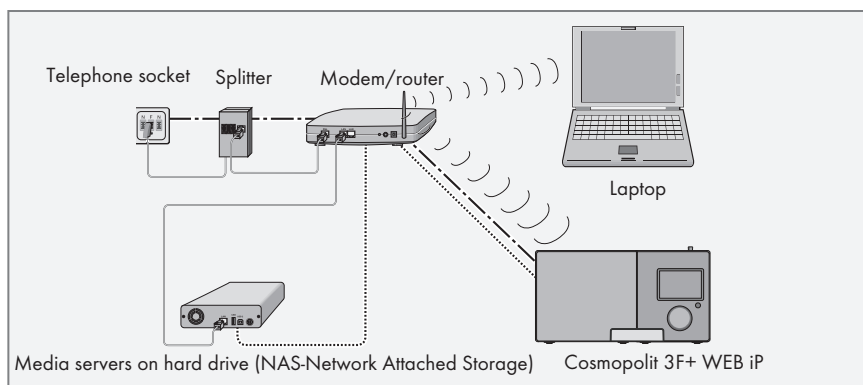 Telephone socket Splitter Modem/router
N F N
Laptop
Media servers on hard drive (NAS-Network Attached Storage) Cosmopolit 3F+ WEB iP